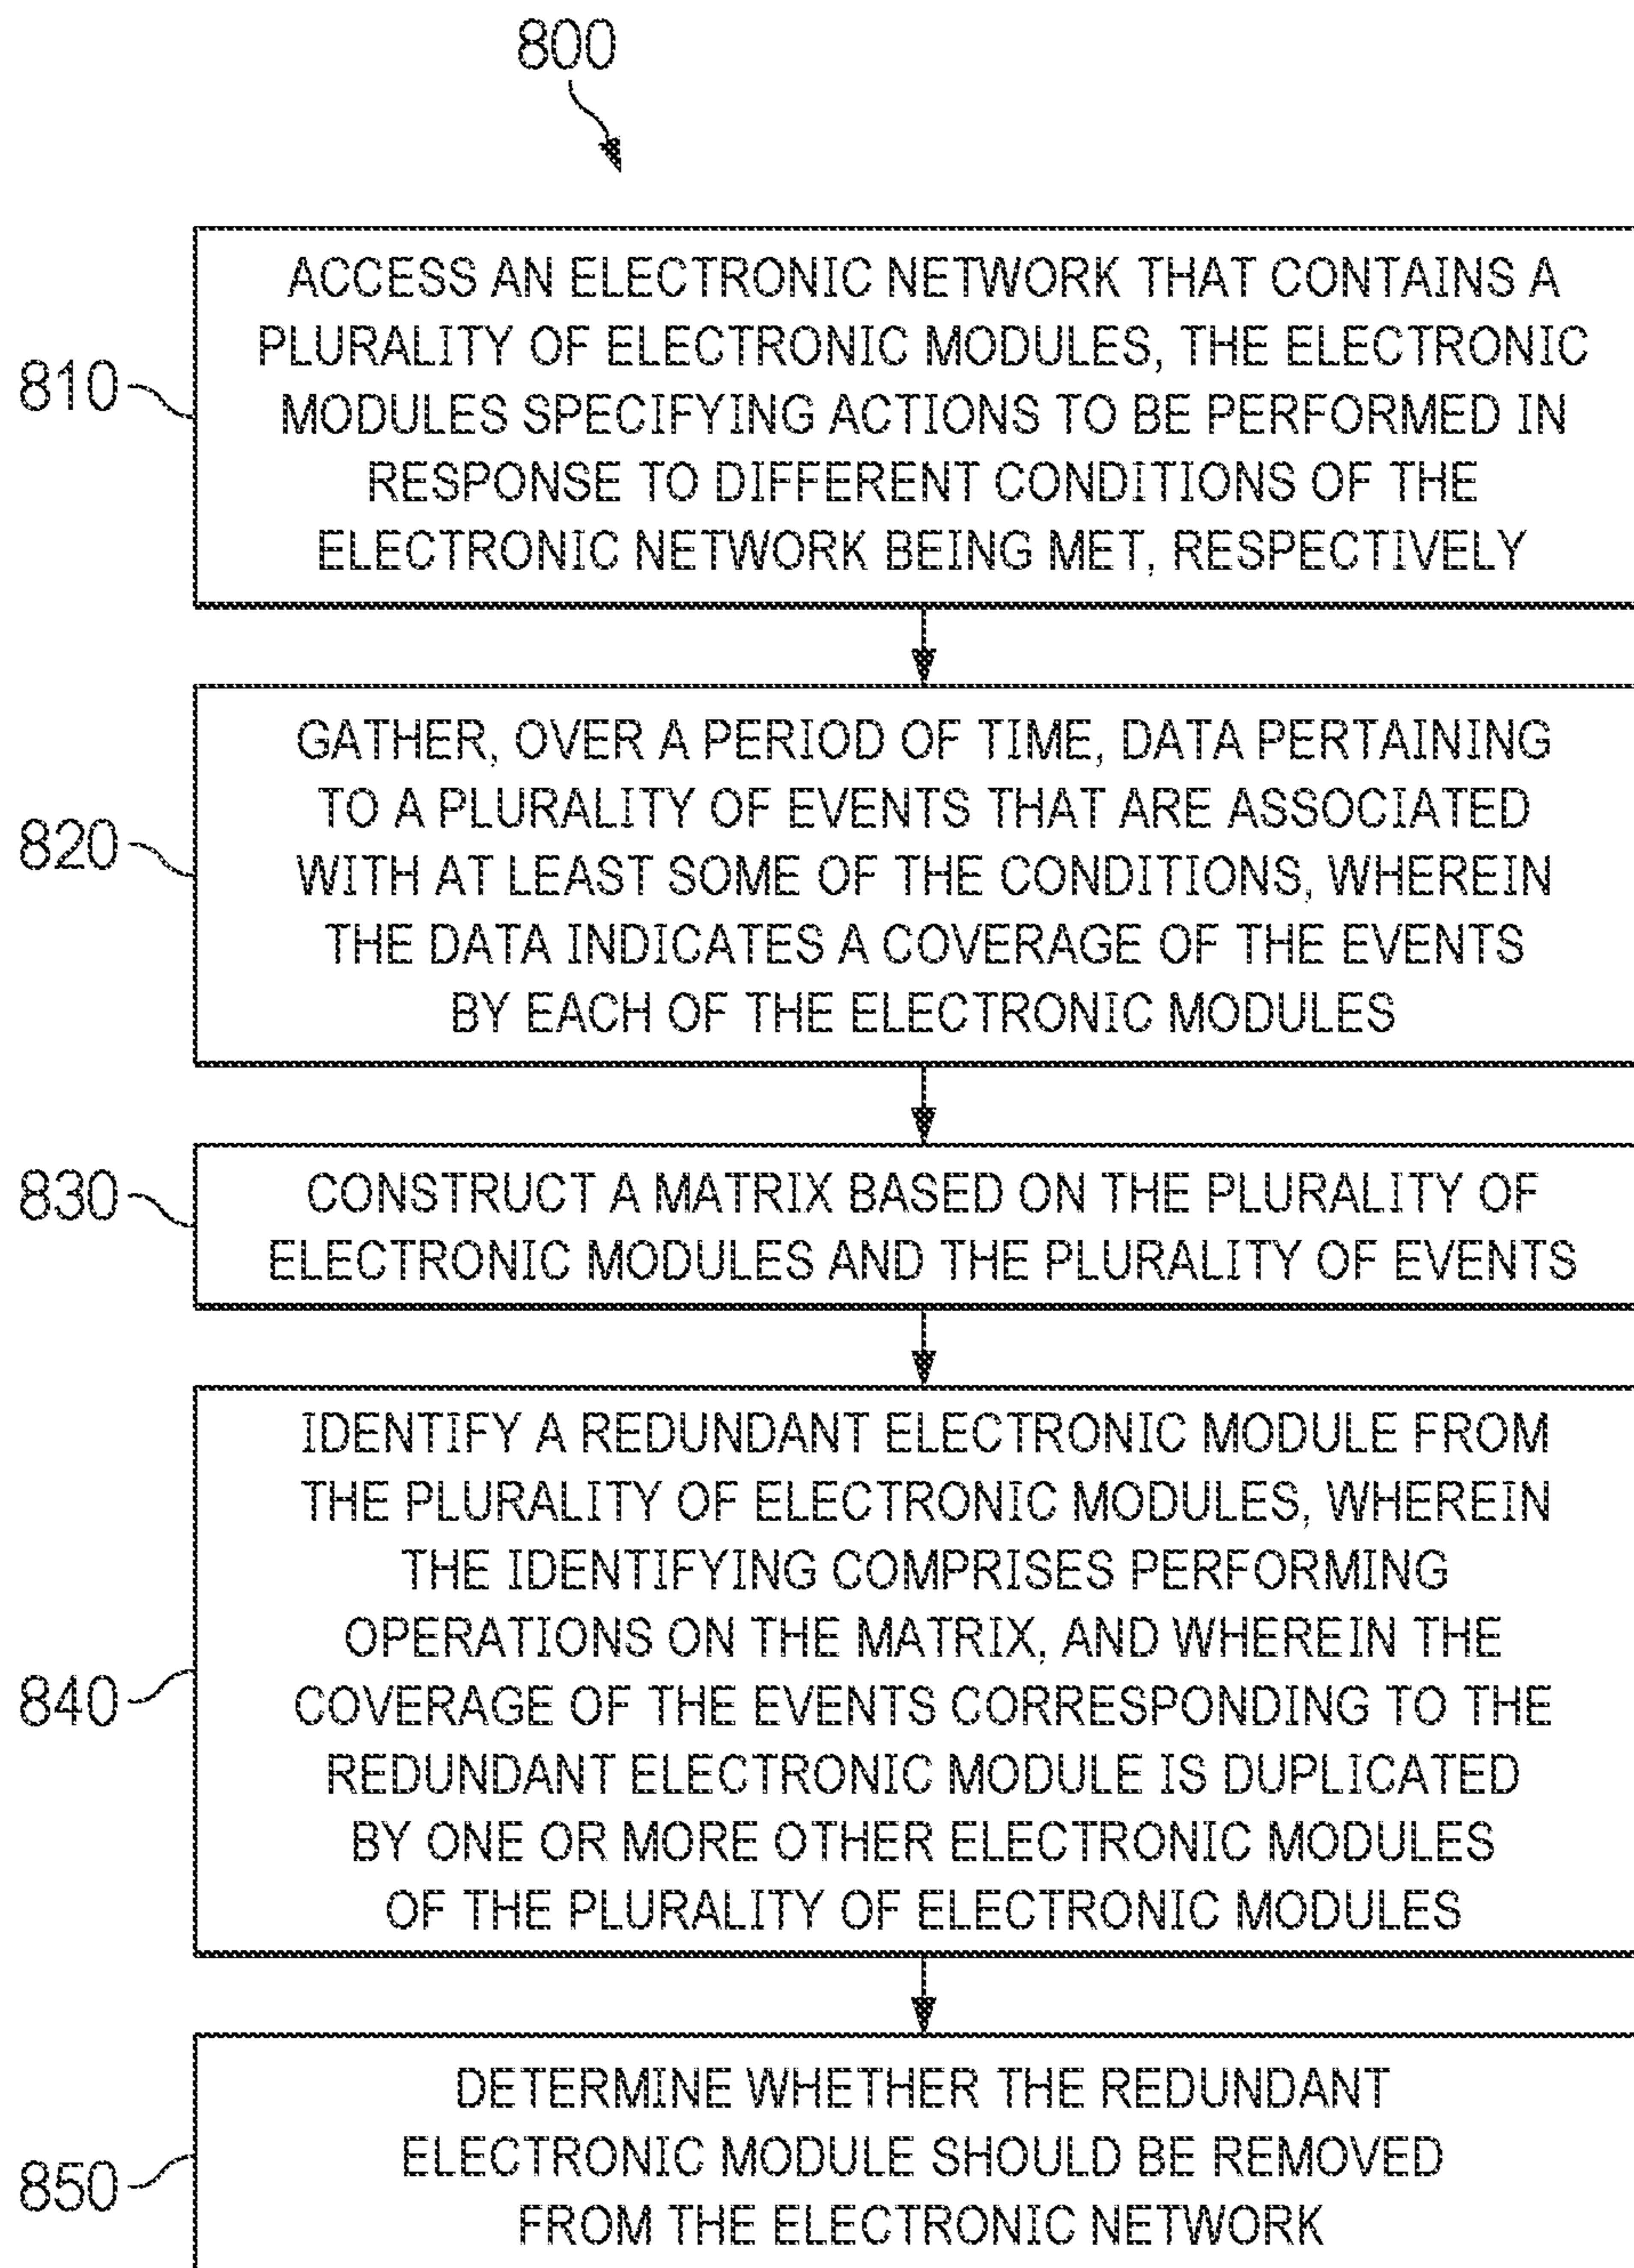 800
810
ACCESS AN ELECTRONIC NETWORK THAT CONTAINS A
PLURALITY OF ELECTRONIC MODULES, THE ELECTRONIC
MODULES SPECIFYING ACTIONS TO BE PERFORMED IN
RESPONSE TO DIFFERENT CONDITIONS OF THE
ELECTRONIC NETWORK BEING MET, RESPECTIVELY
820
GATHER, OVER A PERIOD OF TIME, DATA PERTAINING
TO A PLURALITY OF EVENTS THAT ARE ASSOCIATED
WITH AT LEAST SOME OF THE CONDITIONS, WHEREIN
THE DATA INDICATES A COVERAGE OF THE EVENTS
BY EACH OF THE ELECTRONIC MODULES
830
CONSTRUCT A MATRIX BASED ON THE PLURALITY OF
ELECTRONIC MODULES AND THE PLURALITY OF EVENTS
840
IDENTIFY A REDUNDANT ELECTRONIC MODULE FROM
THE PLURALITY OF ELECTRONIC MODULES, WHEREIN
THE IDENTIFYING COMPRISES PERFORMING
OPERATIONS ON THE MATRIX, AND WHEREIN THE
COVERAGE OF THE EVENTS CORRESPONDING TO THE
REDUNDANT ELECTRONIC MODULE IS DUPLICATED
BY ONE OR MORE OTHER ELECTRONIC MODULES
OF THE PLURALITY OF ELECTRONIC MODULES
850
DETERMINE WHETHER THE REDUNDANT
ELECTRONIC MODULE SHOULD BE REMOVED
FROM THE ELECTRONIC NETWORK